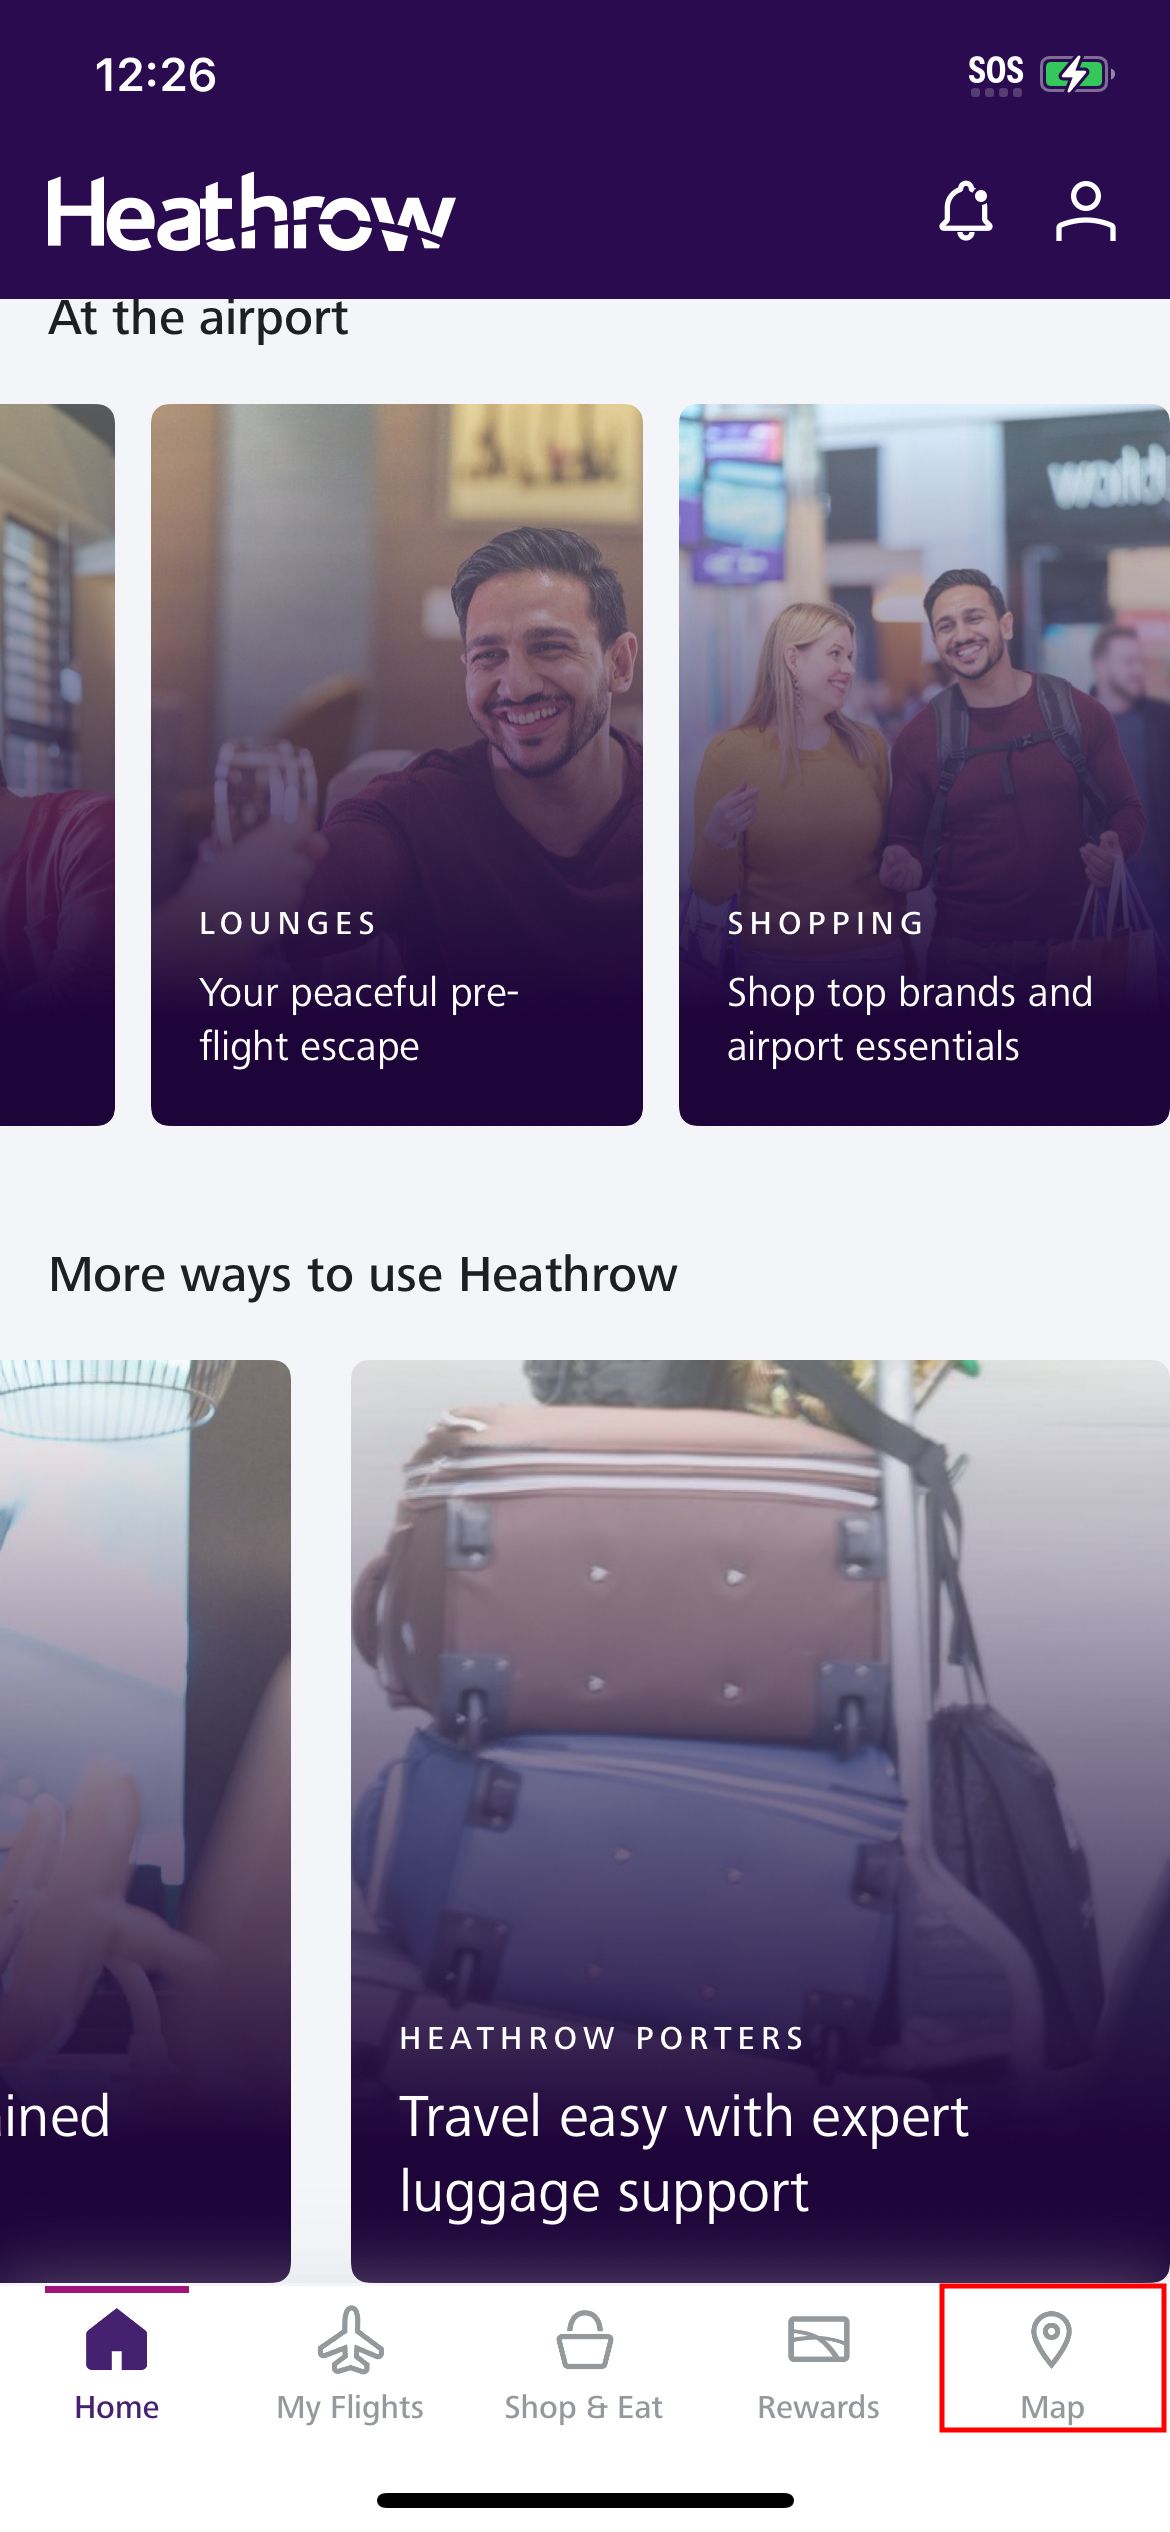 12:26
SOS
Heathrow
At the airport
LOUNGES
Your peaceful pre-
flight escape
SHOPPING
Shop top brands and
airport essentials
More ways to use Heathrow
ined
HEATHROW PORTERS
Travel easy with expert
luggage support
Home
My Flights
Shop & Eat
Rewards
Map